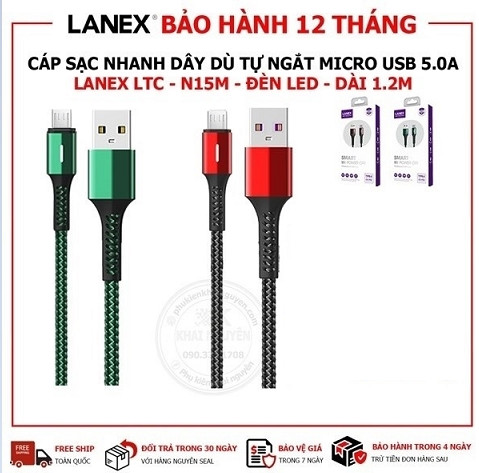 LANEX® BẢO HÀNH 12 THÁNG
CÁP SẠC NHANH DÂY DÙ TỰ NGẮT MICRO USB 5.0A
LANEX LTC - N15M - ĐÈN LED - DÀI 1.2M
KHAI NGUYÊN
FREE SHIP
TOÀN QUỐC
ĐỔI TRẢ TRONG 30 NGÀY
VỚI HÀNG NGUYÊN SEAL
BẢO VỆ GIÁ
TRONG 7 NGÀY
BẢO HÀNH TRONG 4 NGÀY
TRỪ TIỀN ĐƠN HÀNG SAU